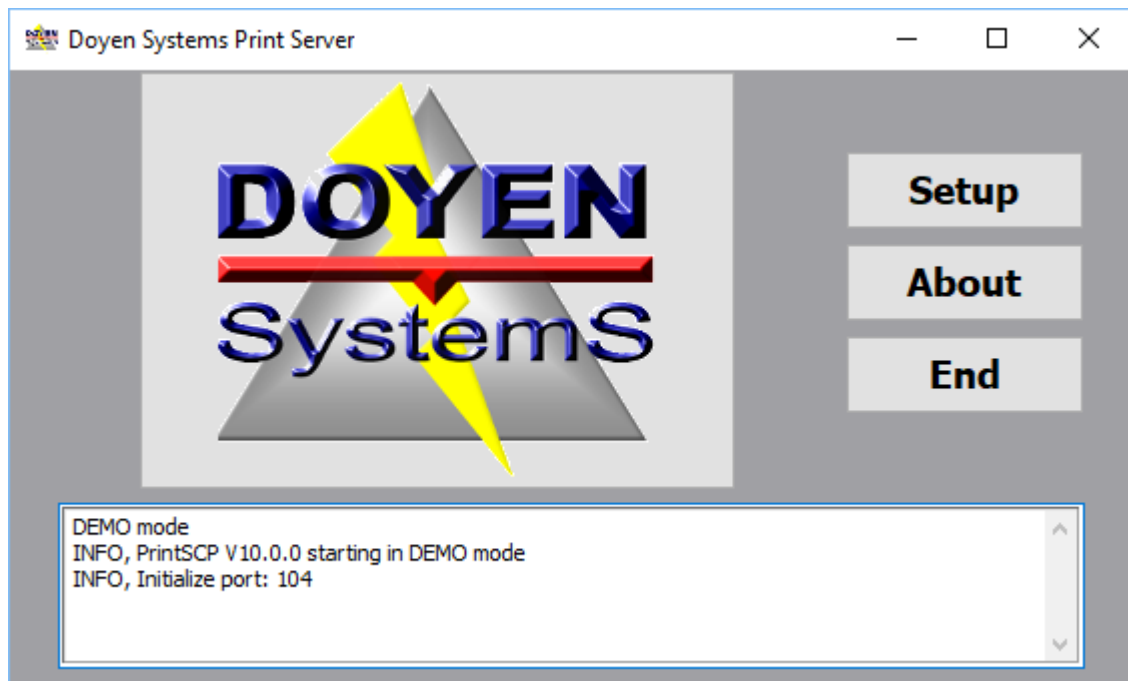 Doyen Systems Print Server
DOYEN
SystemS
Setup
About
End
DEMO mode
INFO, PrintSCP V10.0.0 starting in DEMO mode
INFO, Initialize port: 104